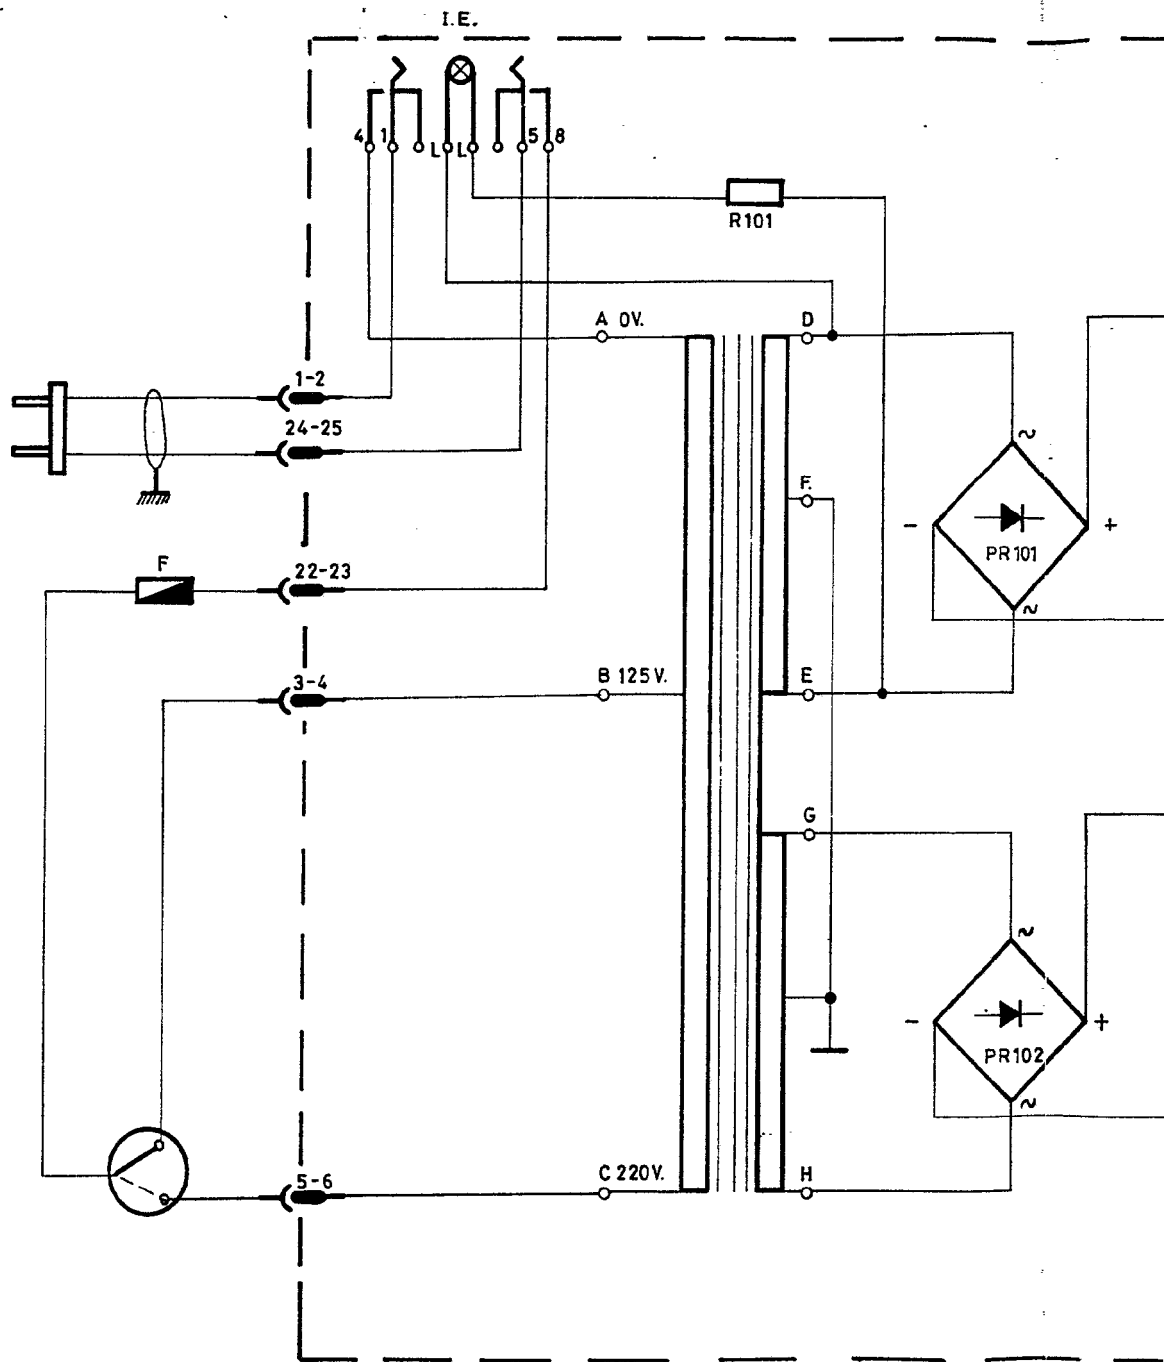 I.E.
4 1 L L 5 8
R101
A 0V. D
1-2
24-25
~
F.
- +
PR101
F
22-23
~
B 125V. E
3-4
G
~
- +
PR102
~
5-6
C 220V. H